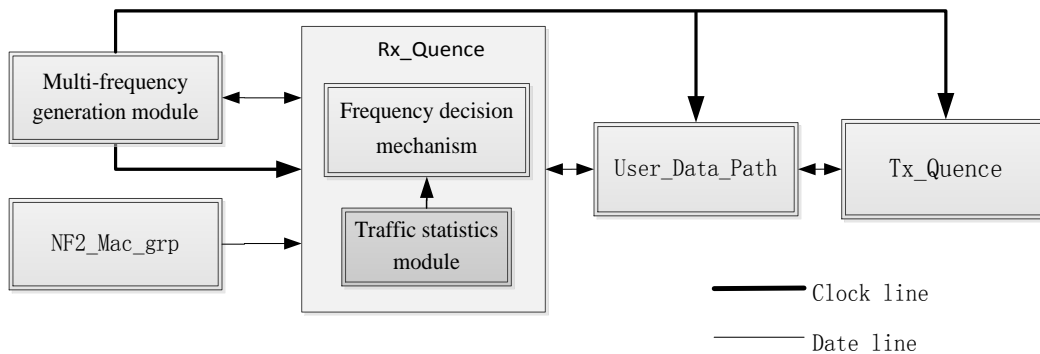 Rx_Quence
Multi-frequency
generation module
Frequency decision
mechanism
User_Data_Path
Tx_Quence
NF2_Mac_grp
Traffic statistics
module
Clock line
Date line